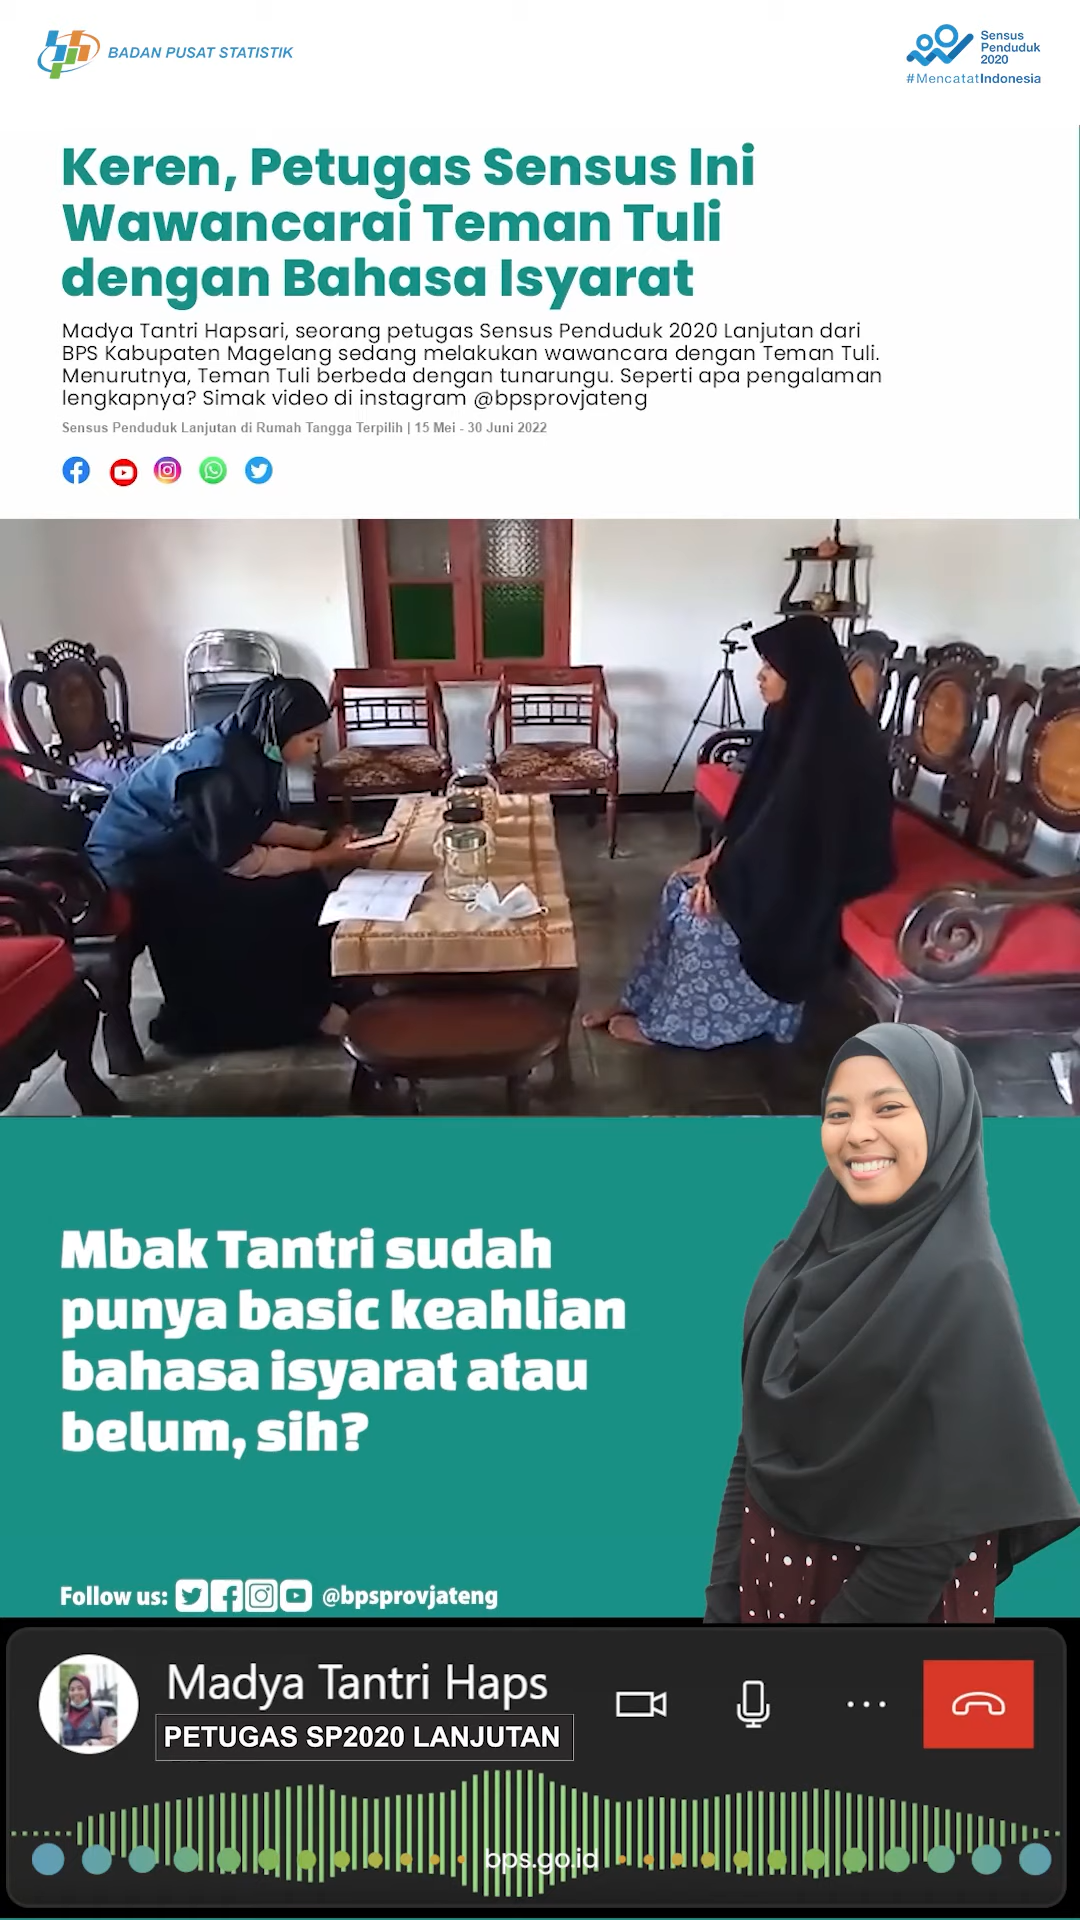 BADAN PUSAT STATISTIK
Sensus
Penduduk
2020
#MencatatIndonesia
Keren, Petugas Sensus Ini
Wawancarai Teman Tuli
dengan Bahasa Isyarat
Madya Tantri Hapsari, seorang petugas Sensus Penduduk 2020 Lanjutan dari
BPS Kabupaten Magelang sedang melakukan wawancara dengan Teman Tuli.
Menurutnya, Teman Tuli berbeda dengan tunarungu. Seperti apa pengalaman
lengkapnya? Simak video di instagram @bpsprovjateng
Sensus Penduduk Lanjutan di Rumah Tangga Terpilih | 15 Mei - 30 Juni 2022
Mbak Tantri sudah
punya basic keahlian
bahasa isyarat atau
belum, sih?
Follow us: @bpsprovjateng
Madya Tantri Haps
PETUGAS SP2020 LANJUTAN
bps.go.id